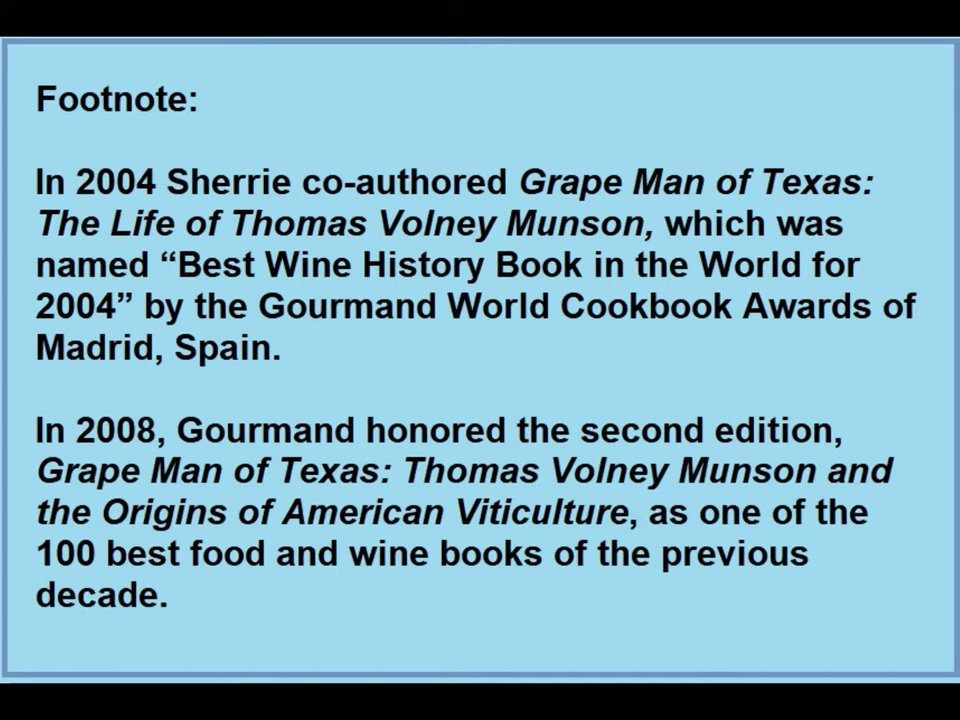 Footnote:
In 2004 Sherrie co-authored Grape Man of Texas:
The Life of Thomas Volney Munson, which was
named “Best Wine History Book in the World for
2004” by the Gourmand World Cookbook Awards of
Madrid, Spain.
In 2008, Gourmand honored the second edition,
Grape Man of Texas: Thomas Volney Munson and
the Origins of American Viticulture, as one of the
100 best food and wine books of the previous
decade.